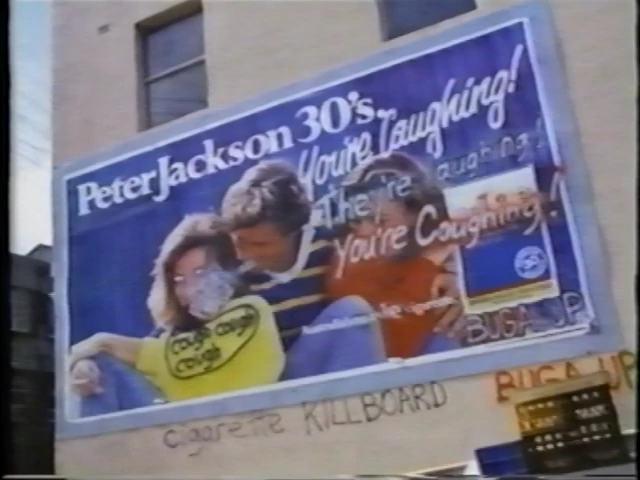 Peter Jackson 30's.
You're Laughing!
They're laughing!
You're Coughing!
cough cough
cough
BUGA UP
BUGA UP
cigarette KILLBOARD